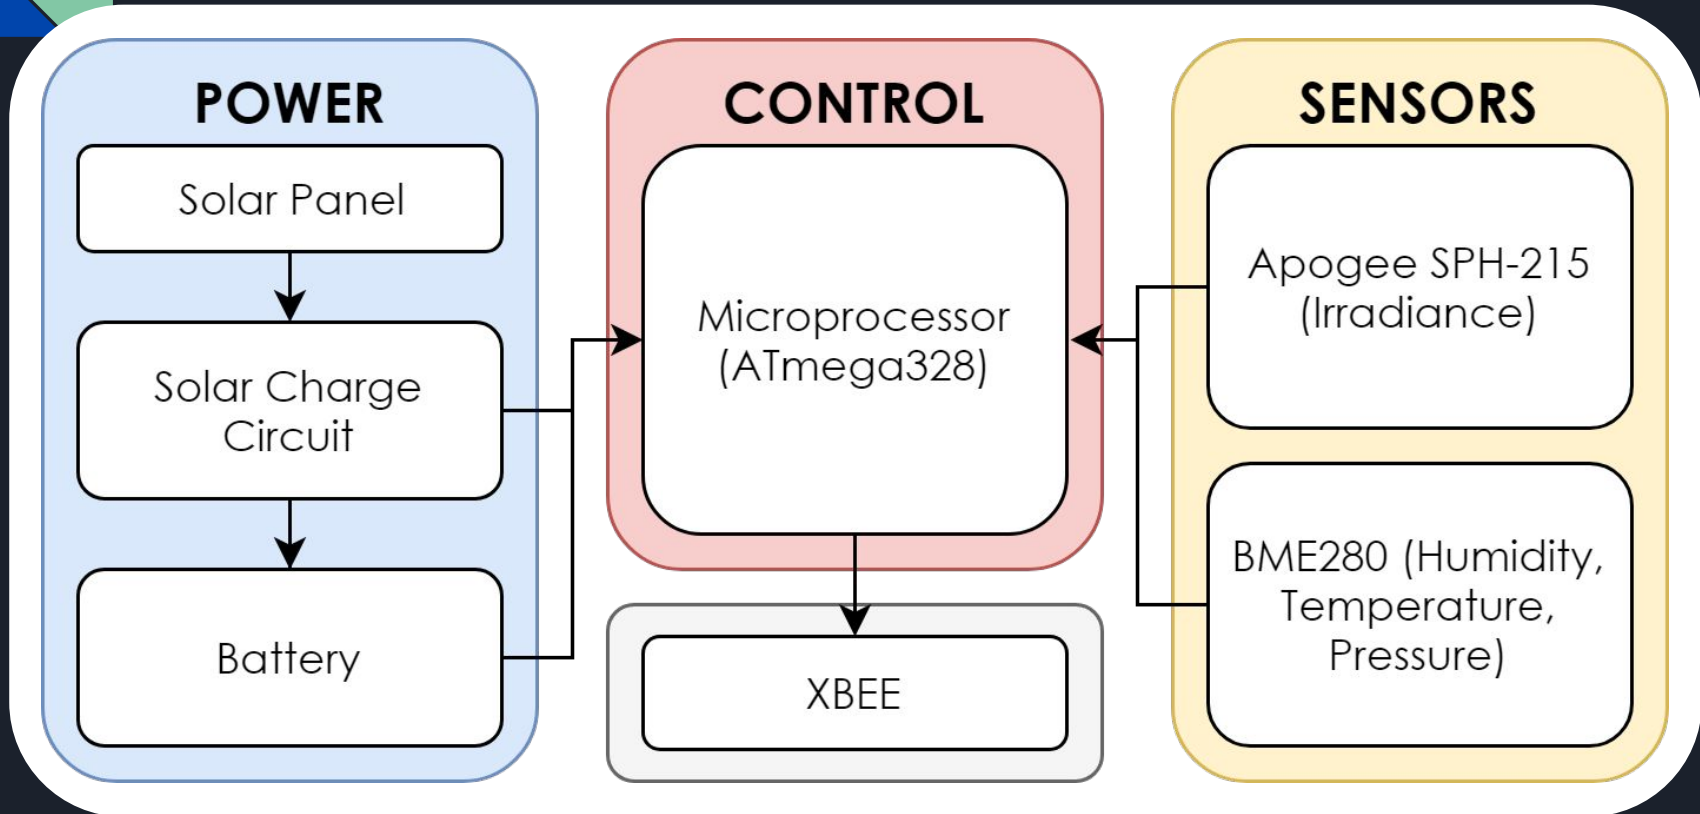 POWER
Solar Panel
Solar Charge
Circuit
Battery
CONTROL
Microprocessor
(ATmega328)
XBEE
SENSORS
Apogee SPH-215
(Irradiance)
BME280 (Humidity,
Temperature,
Pressure)